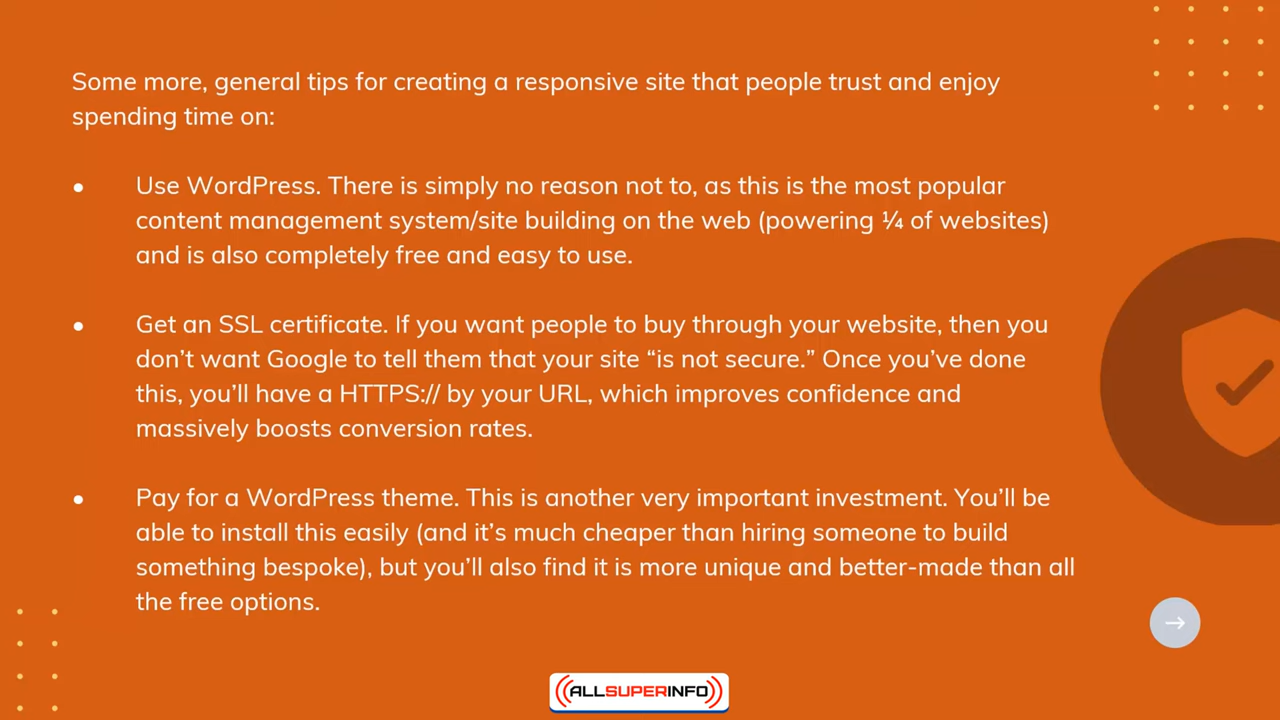 Some more, general tips for creating a responsive site that people trust and enjoy
spending time on:
● Use WordPress. There is simply no reason not to, as this is the most popular
content management system/site building on the web (powering ¼ of websites)
and is also completely free and easy to use.
● Get an SSL certificate. If you want people to buy through your website, then you
don’t want Google to tell them that your site “is not secure.” Once you’ve done
this, you’ll have a HTTPS:// by your URL, which improves confidence and
massively boosts conversion rates.
● Pay for a WordPress theme. This is another very important investment. You’ll be
able to install this easily (and it’s much cheaper than hiring someone to build
something bespoke), but you’ll also find it is more unique and better-made than all
the free options.
ALLSUPERINFO